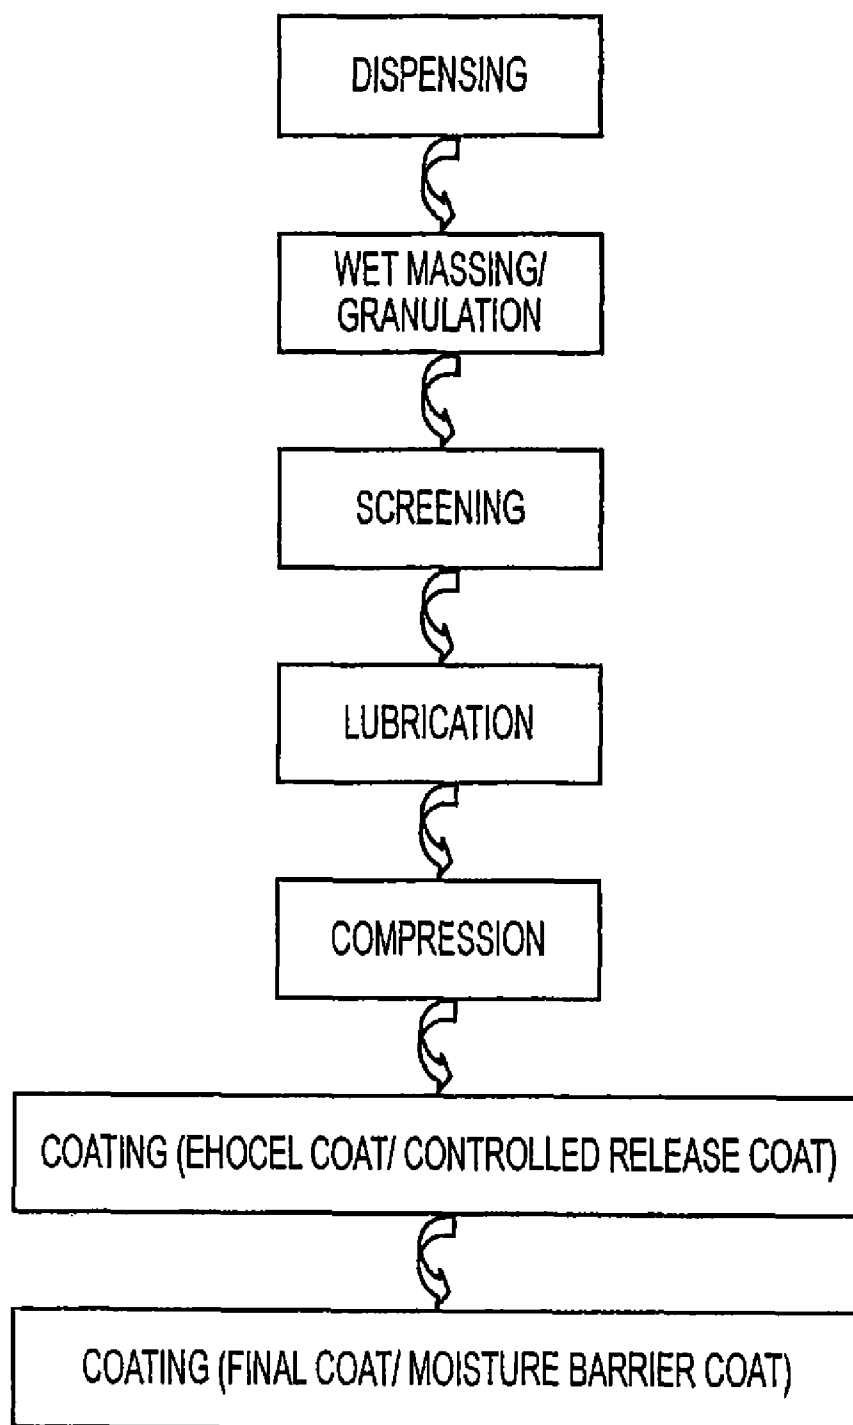 DISPENSING
WET MASSING/
GRANULATION
SCREENING
LUBRICATION
COMPRESSION
COATING (EHOCEL COAT/ CONTROLLED RELEASE COAT)
COATING (FINAL COAT/ MOISTURE BARRIER COAT)